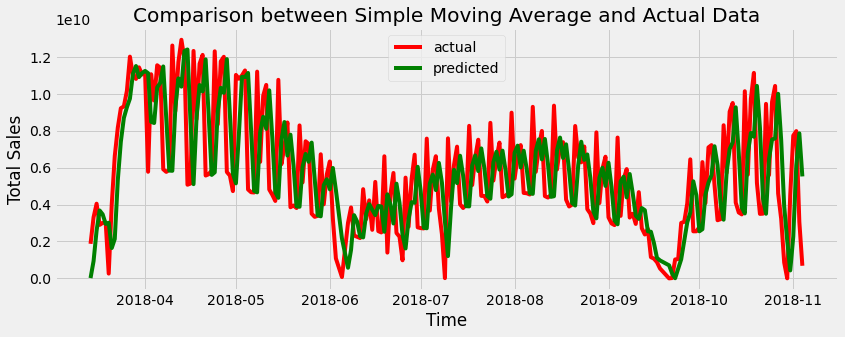 Comparison between Simple Moving Average and Actual Data
1e10
actual
predicted
1.2
1.0
0.8
0.6
0.4
0.2
0.0
Total Sales
2018-04 2018-05 2018-06 2018-07 2018-08 2018-09 2018-10 2018-11
Time